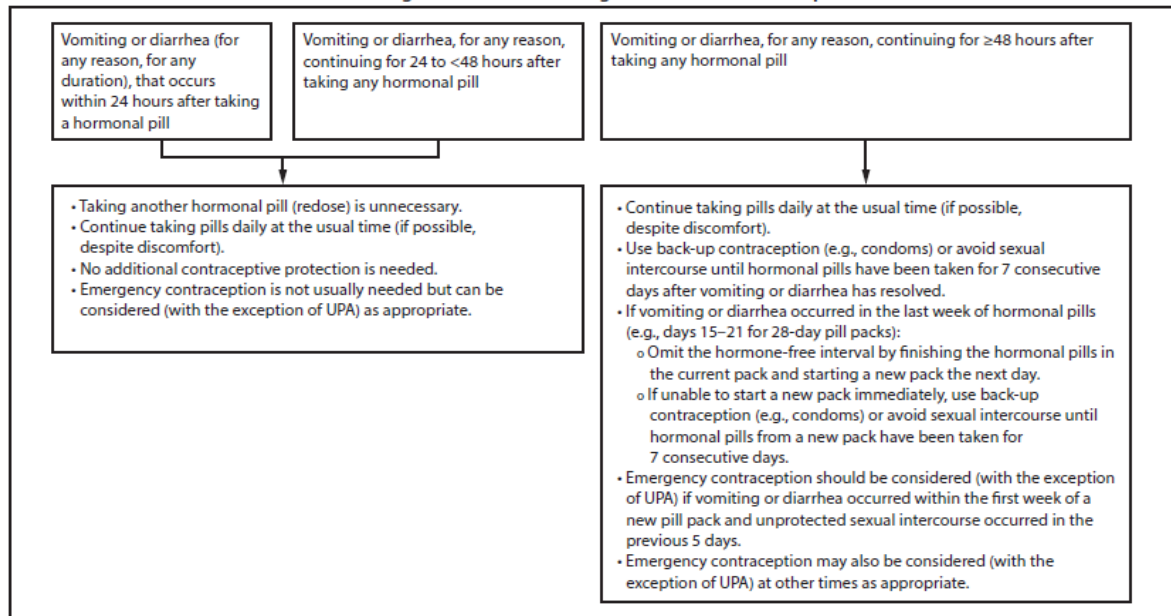 Vomiting or diarrhea (for
any reason, for any
duration), that occurs
within 24 hours after taking
a hormonal pill
Vomiting or diarrhea, for any reason,
continuing for 24 to <48 hours after
taking any hormonal pill
Vomiting or diarrhea, for any reason, continuing for ≥48 hours after
taking any hormonal pill
• Taking another hormonal pill (redose) is unnecessary.
• Continue taking pills daily at the usual time (if possible,
despite discomfort).
• No additional contraceptive protection is needed.
• Emergency contraception is not usually needed but can be
considered (with the exception of UPA) as appropriate.
• Continue taking pills daily at the usual time (if possible,
despite discomfort).
• Use back-up contraception (e.g., condoms) or avoid sexual
intercourse until hormonal pills have been taken for 7 consecutive
days after vomiting or diarrhea has resolved.
• If vomiting or diarrhea occurred in the last week of hormonal pills
(e.g., days 15–21 for 28-day pill packs):
o Omit the hormone-free interval by finishing the hormonal pills in
the current pack and starting a new pack the next day.
o If unable to start a new pack immediately, use back-up
contraception (e.g., condoms) or avoid sexual intercourse until
hormonal pills from a new pack have been taken for
7 consecutive days.
• Emergency contraception should be considered (with the exception
of UPA) if vomiting or diarrhea occurred within the first week of a
new pill pack and unprotected sexual intercourse occurred in the
previous 5 days.
• Emergency contraception may also be considered (with the
exception of UPA) at other times as appropriate.